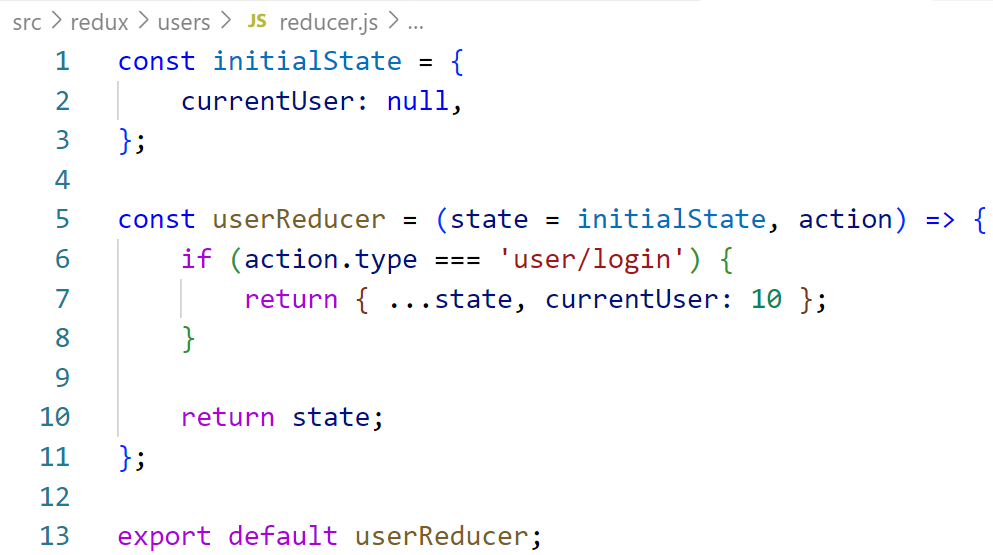 src > redux > users > JS reducer.js > ...
1 const initialState = {
2     currentUser: null,
3 };
4
5 const userReducer = (state = initialState, action) => {
6     if (action.type === 'user/login') {
7         return { ...state, currentUser: 10 };
8     }
9
10     return state;
11 };
12
13 export default userReducer;